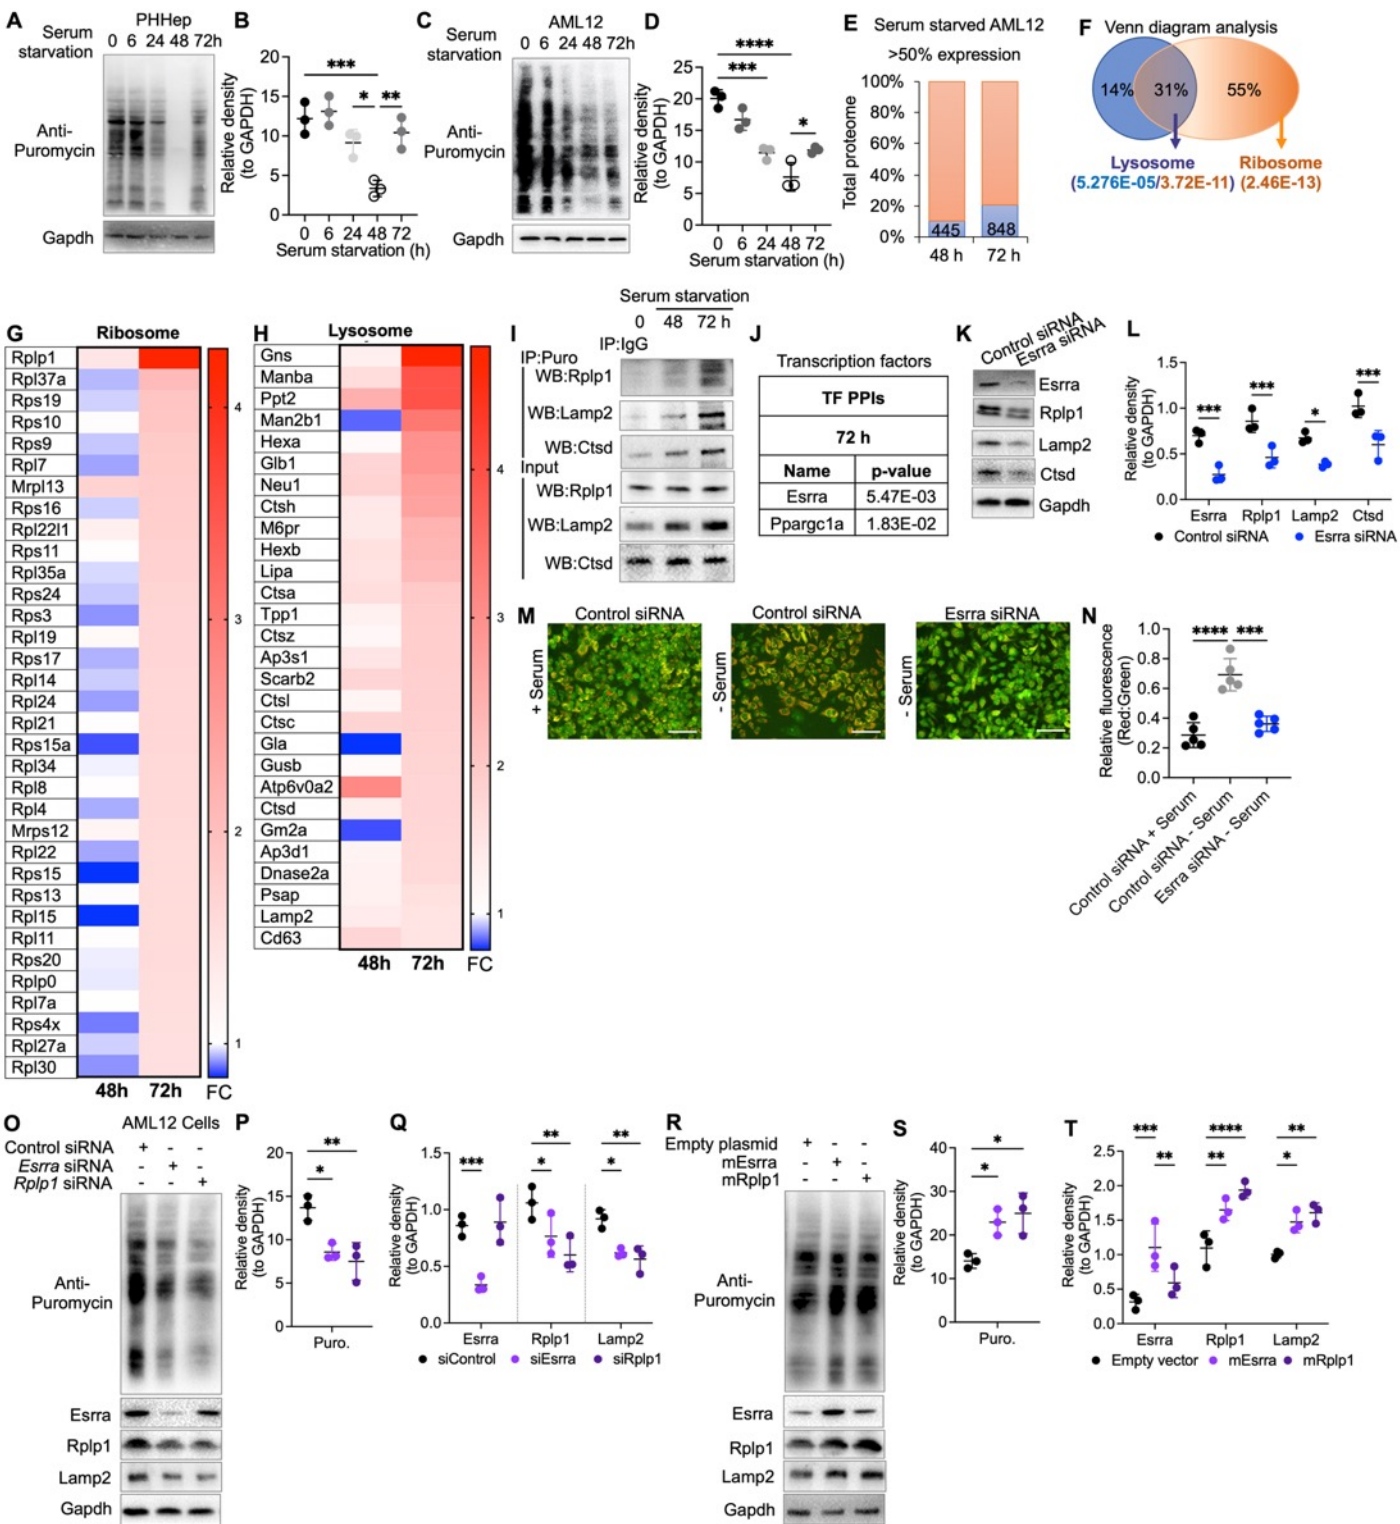 A
PHHep
Serum
starvation
0 6 24 48 72h
Anti-
Puromycin
Gapdh
B
Relative density
(to GAPDH)
20
15
10
5
0
***
* **
0 6 24 48 72
Serum starvation (h)
C
AML12
Serum
starvation
0 6 24 48 72h
Anti-
Puromycin
Gapdh
D
Relative density
(to GAPDH)
25
20
15
10
5
0
****
***
*
0 6 24 48 72
Serum starvation (h)
E
Serum starved AML12
>50% expression
Total proteome
100%
80%
60%
40%
20%
0%
445
848
48 h 72 h
F
Venn diagram analysis
14% 31% 55%
Lysosome
(5.276E-05/3.72E-11)
Ribosome
(2.46E-13)
G
Ribosome
Rplp1
Rpl37a
Rps19
Rps10
Rps9
Rpl7
Mrpl13
Rps16
Rpl22l1
Rps11
Rpl35a
Rps24
Rps3
Rpl19
Rps17
Rpl14
Rpl24
Rpl21
Rps15a
Rpl34
Rpl8
Rpl4
Mrps12
Rpl22
Rps15
Rps13
Rpl15
Rpl11
Rps20
Rplp0
Rpl7a
Rps4x
Rpl27a
Rpl30
48h 72h
4
3
2
1
FC
H
Lysosome
Gns
Manba
Ppt2
Man2b1
Hexa
Glb1
Neu1
Ctsh
M6pr
Hexb
Lipa
Ctsa
Tpp1
Ctsz
Ap3s1
Scarb2
Ctsl
Ctsc
Gla
Gusb
Atp6v0a2
Ctsd
Gm2a
Ap3d1
Dnase2a
Psap
Lamp2
Cd63
48h 72h
4
3
2
1
FC
I
Serum starvation
0 48 72 h
IP:IgG
IP:Puro
WB:Rplp1
WB:Lamp2
WB:Ctsd
Input
WB:Rplp1
WB:Lamp2
WB:Ctsd
J
Transcription factors
TF PPIs
72 h
Name p-value
Esrra 5.47E-03
Ppargc1a 1.83E-02
K
Control siRNA
Esrra siRNA
Esrra
Rplp1
Lamp2
Ctsd
Gapdh
L
Relative density
(to GAPDH)
1.5
1.0
0.5
0.0
*** *** * ***
Esrra Rplp1 Lamp2 Ctsd
Control siRNA Esrra siRNA
M
Control siRNA
+ Serum
Control siRNA
- Serum
Esrra siRNA
- Serum
N
Relative fluorescence
(Red:Green)
1.0
0.8
0.6
0.4
0.2
0.0
**** ***
Control siRNA + Serum
Control siRNA - Serum
Esrra siRNA - Serum
O
AML12 Cells
Control siRNA + - -
Esrra siRNA - + -
Rplp1 siRNA - - +
Anti-
Puromycin
Esrra
Rplp1
Lamp2
Gapdh
P
Relative density
(to GAPDH)
20
15
10
5
0
**
*
Puro.
Q
Relative density
(to GAPDH)
1.5
1.0
0.5
0.0
***
**
*
**
*
Esrra Rplp1 Lamp2
siControl siEsrra siRplp1
R
Empty plasmid + - -
mEsrra - + -
mRplp1 - - +
Anti-
Puromycin
Esrra
Rplp1
Lamp2
Gapdh
S
Relative density
(to GAPDH)
40
30
20
10
0
*
*
Puro.
T
Relative density
(to GAPDH)
2.5
2.0
1.5
1.0
0.5
0.0
*** **** **
** ** *
Esrra Rplp1 Lamp2
Empty vector mEsrra mRplp1